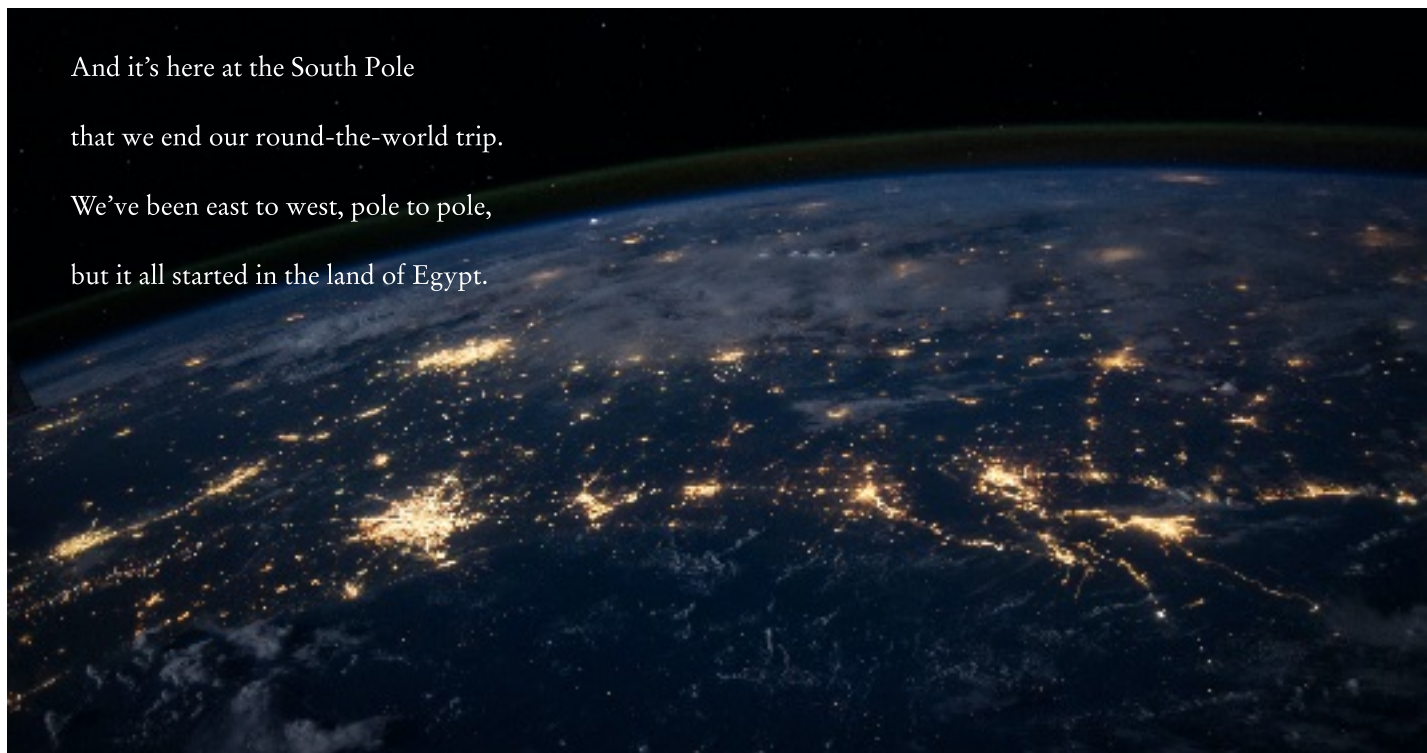 And it’s here at the South Pole
that we end our round-the-world trip.
We’ve been east to west, pole to pole,
but it all started in the land of Egypt.